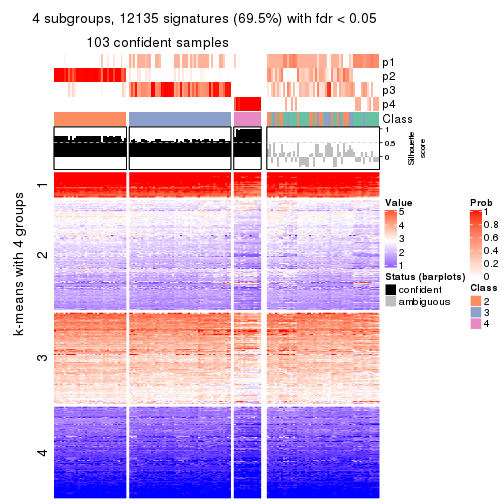 4 subgroups, 12135 signatures (69.5%) with fdr < 0.05
103 confident samples
p1
p2
p3
p4
Class
1
0.5
0
Silhouette
score
k-means with 4 groups
1
2
3
4
Value
5
4
3
2
1
Status (barplots)
confident
ambiguous
Prob
1
0.8
0.6
0.4
0.2
0
Class
2
3
4